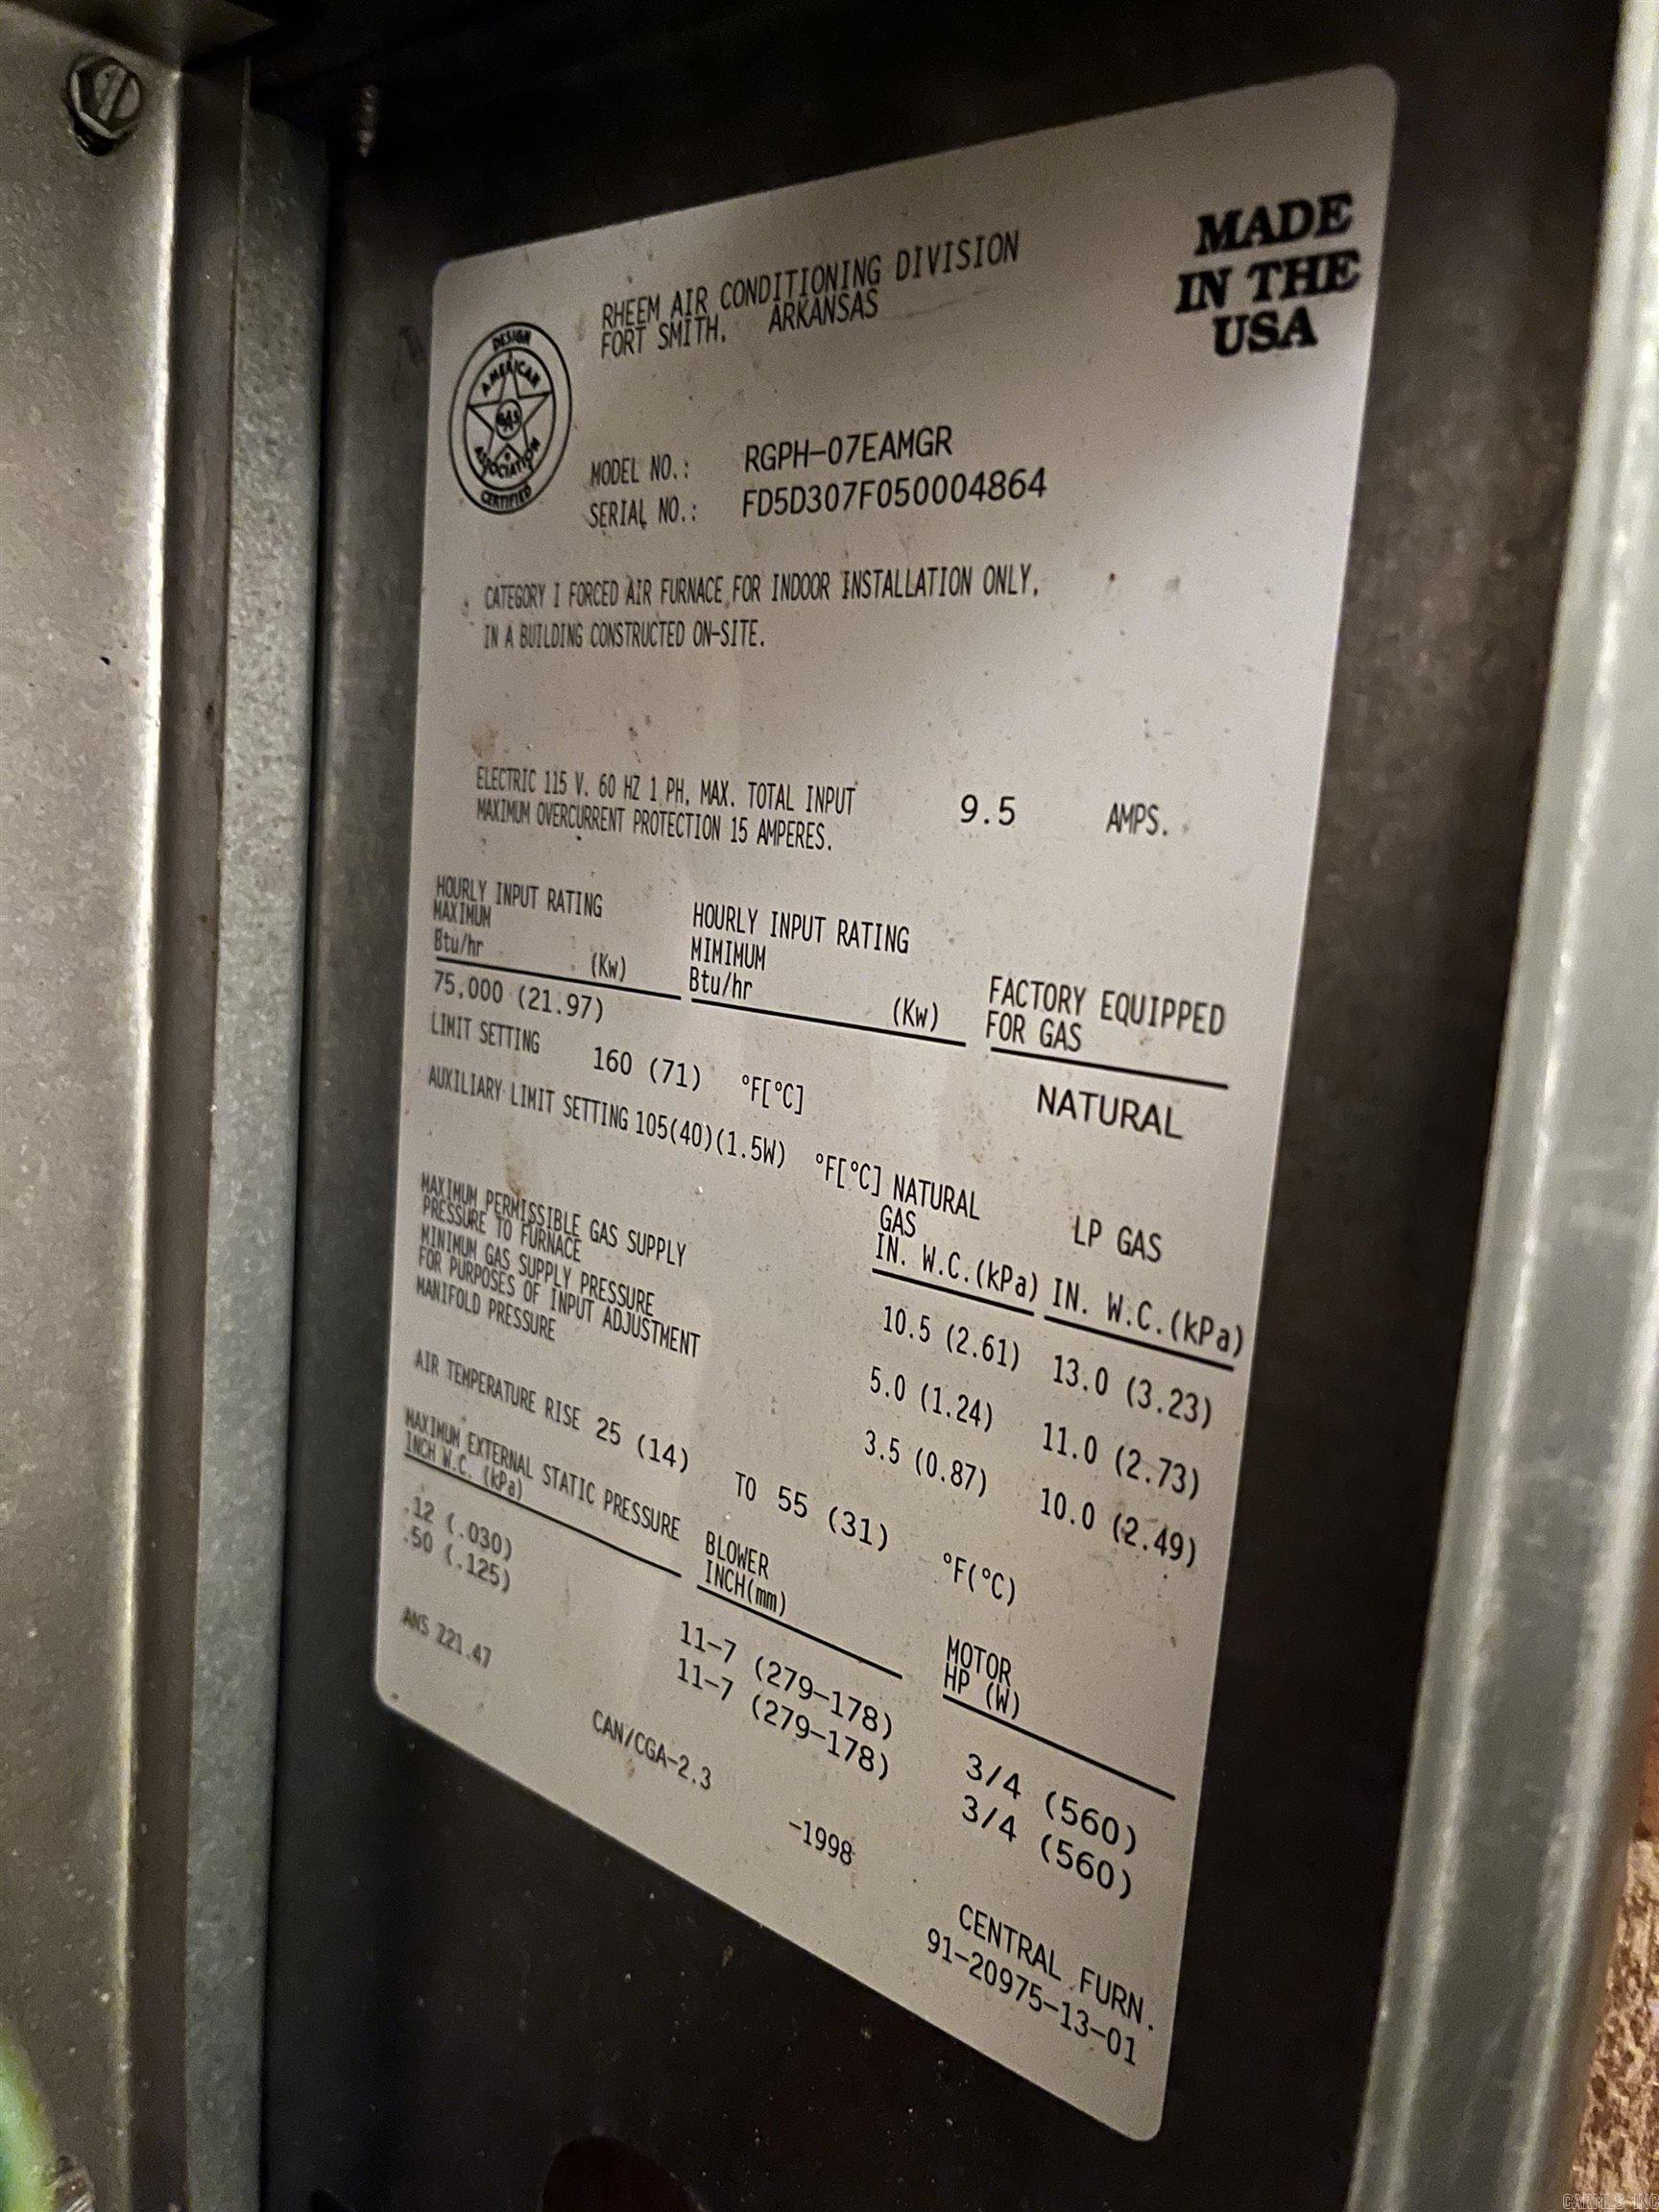 MADE
IN THE
USA
RHEEM AIR CONDITIONING DIVISION
FORT SMITH, ARKANSAS
DESIGN
AMERICAN
GAS
ASSOCIATION
CERTIFIED
MODEL NO.: RGPH-07EAMGR
SERIAL NO.: FD5D307F050004864
CATEGORY I FORCED AIR FURNACE FOR INDOOR INSTALLATION ONLY,
IN A BUILDING CONSTRUCTED ON-SITE.
ELECTRIC 115 V. 60 HZ 1 PH, MAX. TOTAL INPUT 9.5 AMPS.
MAXIMUM OVERCURRENT PROTECTION 15 AMPERES.
HOURLY INPUT RATING
MAXIMUM
Btu/hr (Kw)
75,000 (21.97)
HOURLY INPUT RATING
MIMIMUM
Btu/hr (Kw)
FACTORY EQUIPPED
FOR GAS
NATURAL
LIMIT SETTING 160 (71) °F[°C]
AUXILIARY LIMIT SETTING 105(40)(1.5W) °F[°C]
NATURAL
GAS
IN. W.C.(kPa)
LP GAS
IN. W.C.(kPa)
MAXIMUM PERMISSIBLE GAS SUPPLY
PRESSURE TO FURNACE 10.5 (2.61) 13.0 (3.23)
MINIMUM GAS SUPPLY PRESSURE
FOR PURPOSES OF INPUT ADJUSTMENT 5.0 (1.24) 11.0 (2.73)
MANIFOLD PRESSURE 3.5 (0.87) 10.0 (2.49)
AIR TEMPERATURE RISE 25 (14) TO 55 (31) °F(°C)
MAXIMUM EXTERNAL STATIC PRESSURE
INCH W.C. (kPa)
BLOWER
INCH(mm)
MOTOR
HP (W)
.12 (.030) 11-7 (279-178) 3/4 (560)
.50 (.125) 11-7 (279-178) 3/4 (560)
ANS Z21.47 CAN/CGA-2.3 -1998
CENTRAL FURN.
91-20975-13-01
CARMLS INC